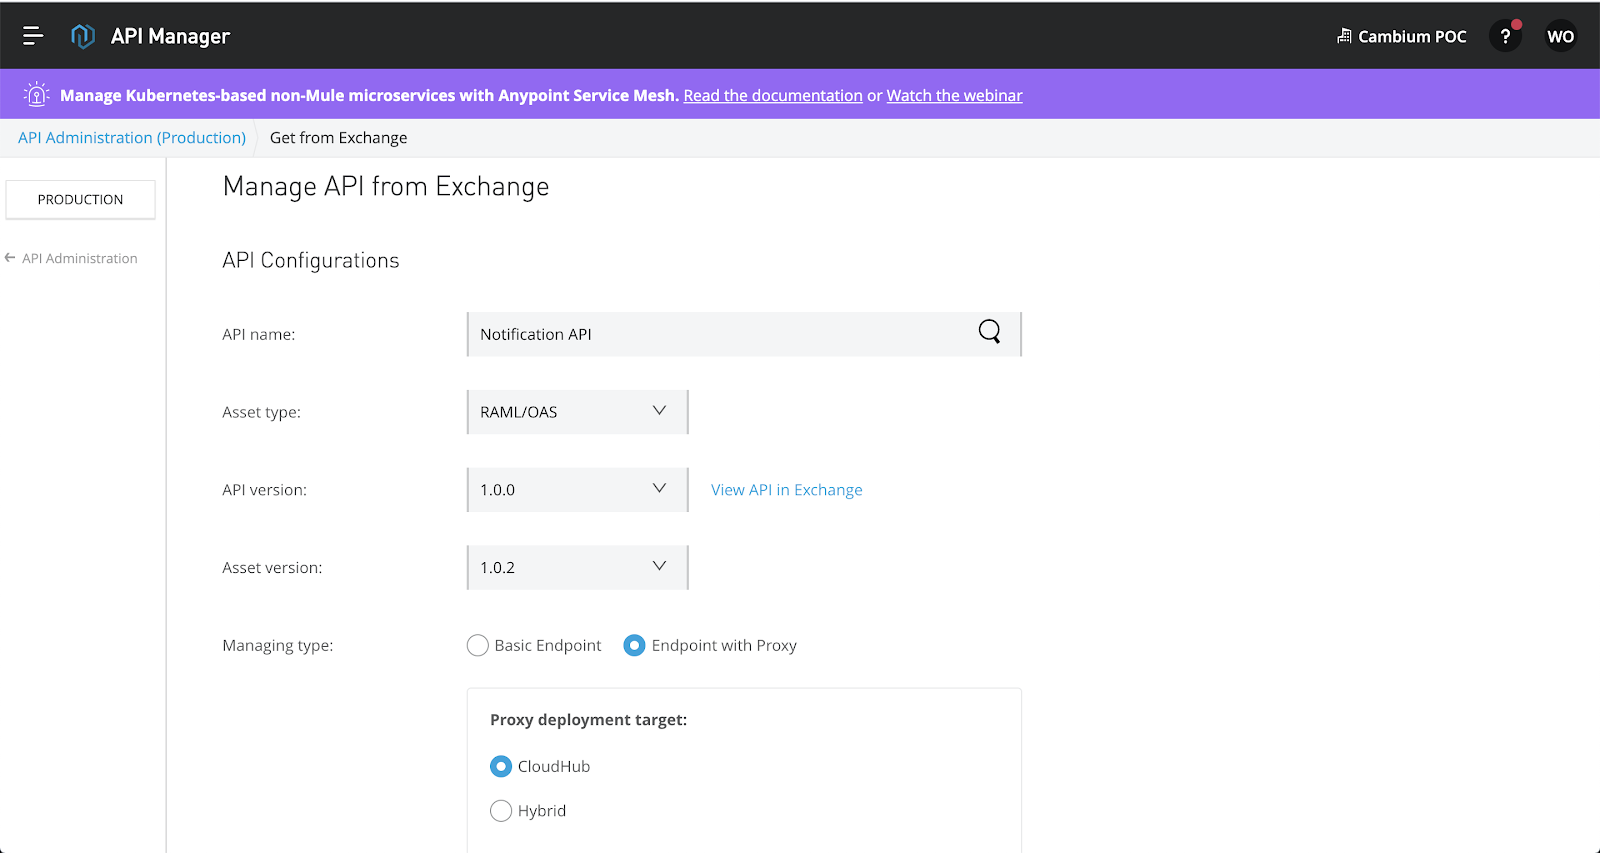 API Manager
Cambium POC
?
WO
Manage Kubernetes-based non-Mule microservices with Anypoint Service Mesh. Read the documentation or Watch the webinar
API Administration (Production)
Get from Exchange
PRODUCTION
API Administration
Manage API from Exchange
API Configurations
API name:
Notification API
Asset type:
RAML/OAS
API version:
1.0.0
View API in Exchange
Asset version:
1.0.2
Managing type:
Basic Endpoint
Endpoint with Proxy
Proxy deployment target:
CloudHub
Hybrid